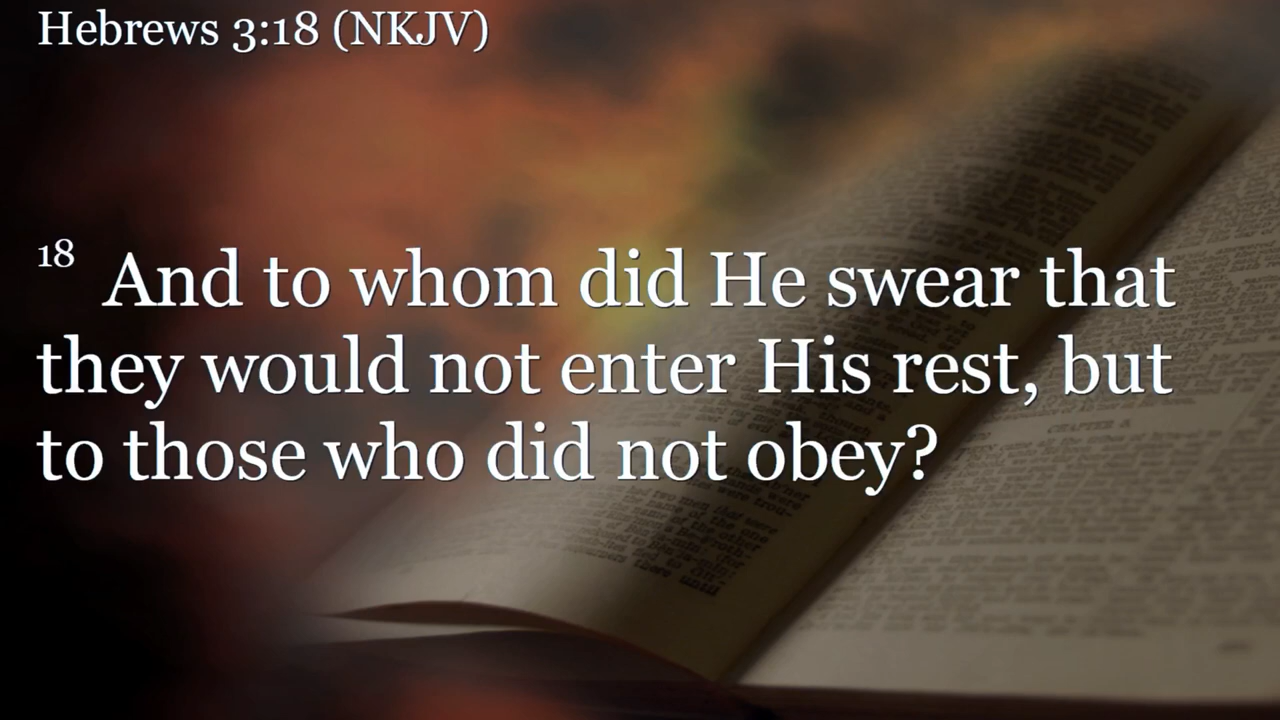 Hebrews 3:18 (NKJV)
18 And to whom did He swear that
they would not enter His rest, but
to those who did not obey?